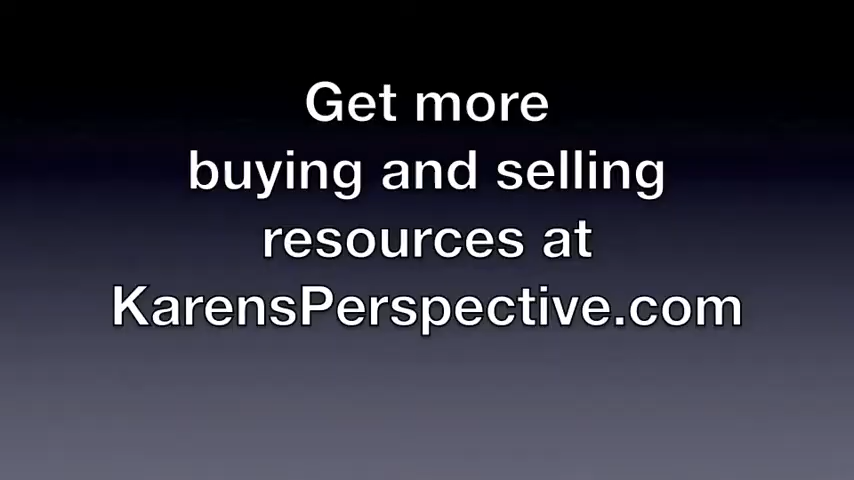 Get more
buying and selling
resources at
KarensPerspective.com